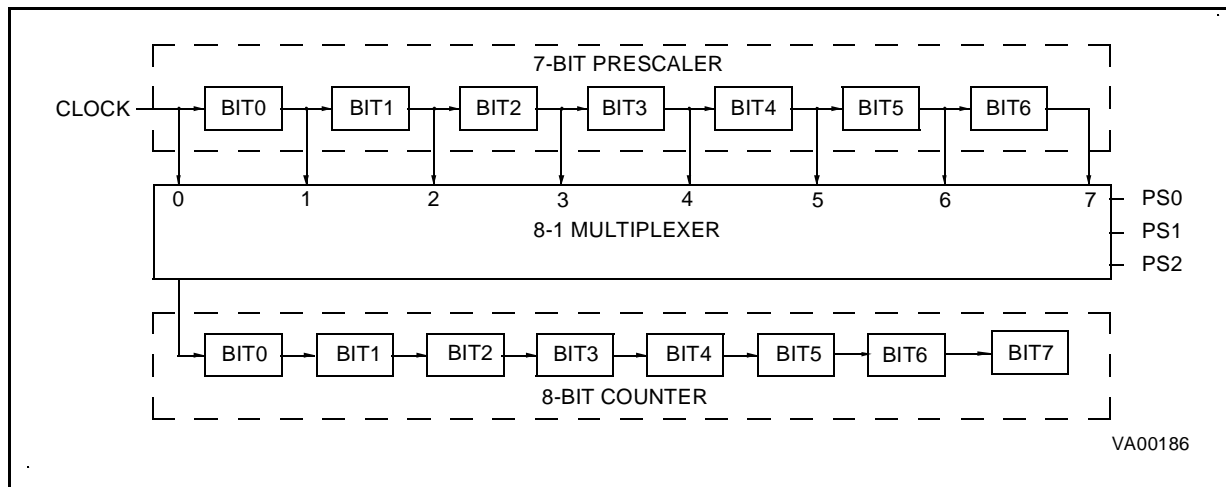 7-BIT PRESCALER
CLOCK BIT0 BIT1 BIT2 BIT3 BIT4 BIT5 BIT6
0 1 2 3 4 5 6 7 PS0
8-1 MULTIPLEXER PS1
PS2
BIT0 BIT1 BIT2 BIT3 BIT4 BIT5 BIT6 BIT7
8-BIT COUNTER
VA00186